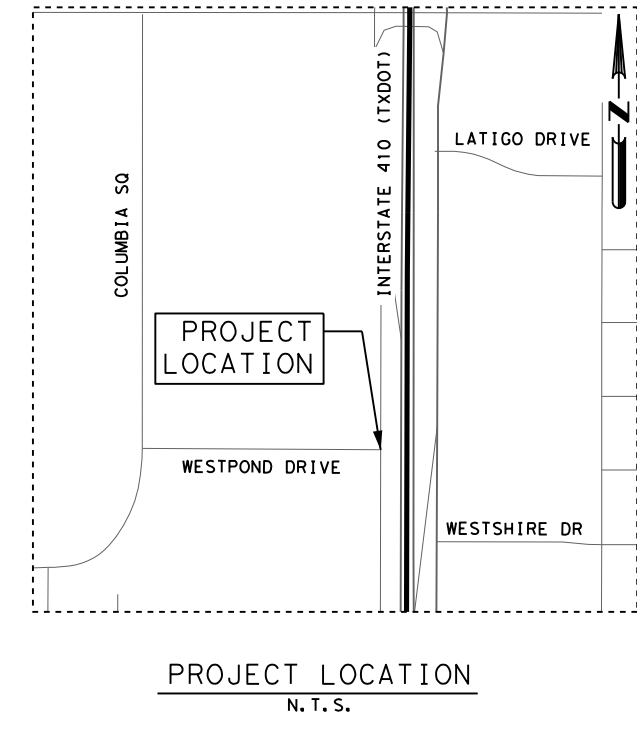 INTERSTATE 410 (TXDOT)
N
LATIGO DRIVE
COLUMBIA SQ
PROJECT
LOCATION
WESTPOND DRIVE
WESTSHIRE DR
PROJECT LOCATION
N.T.S.